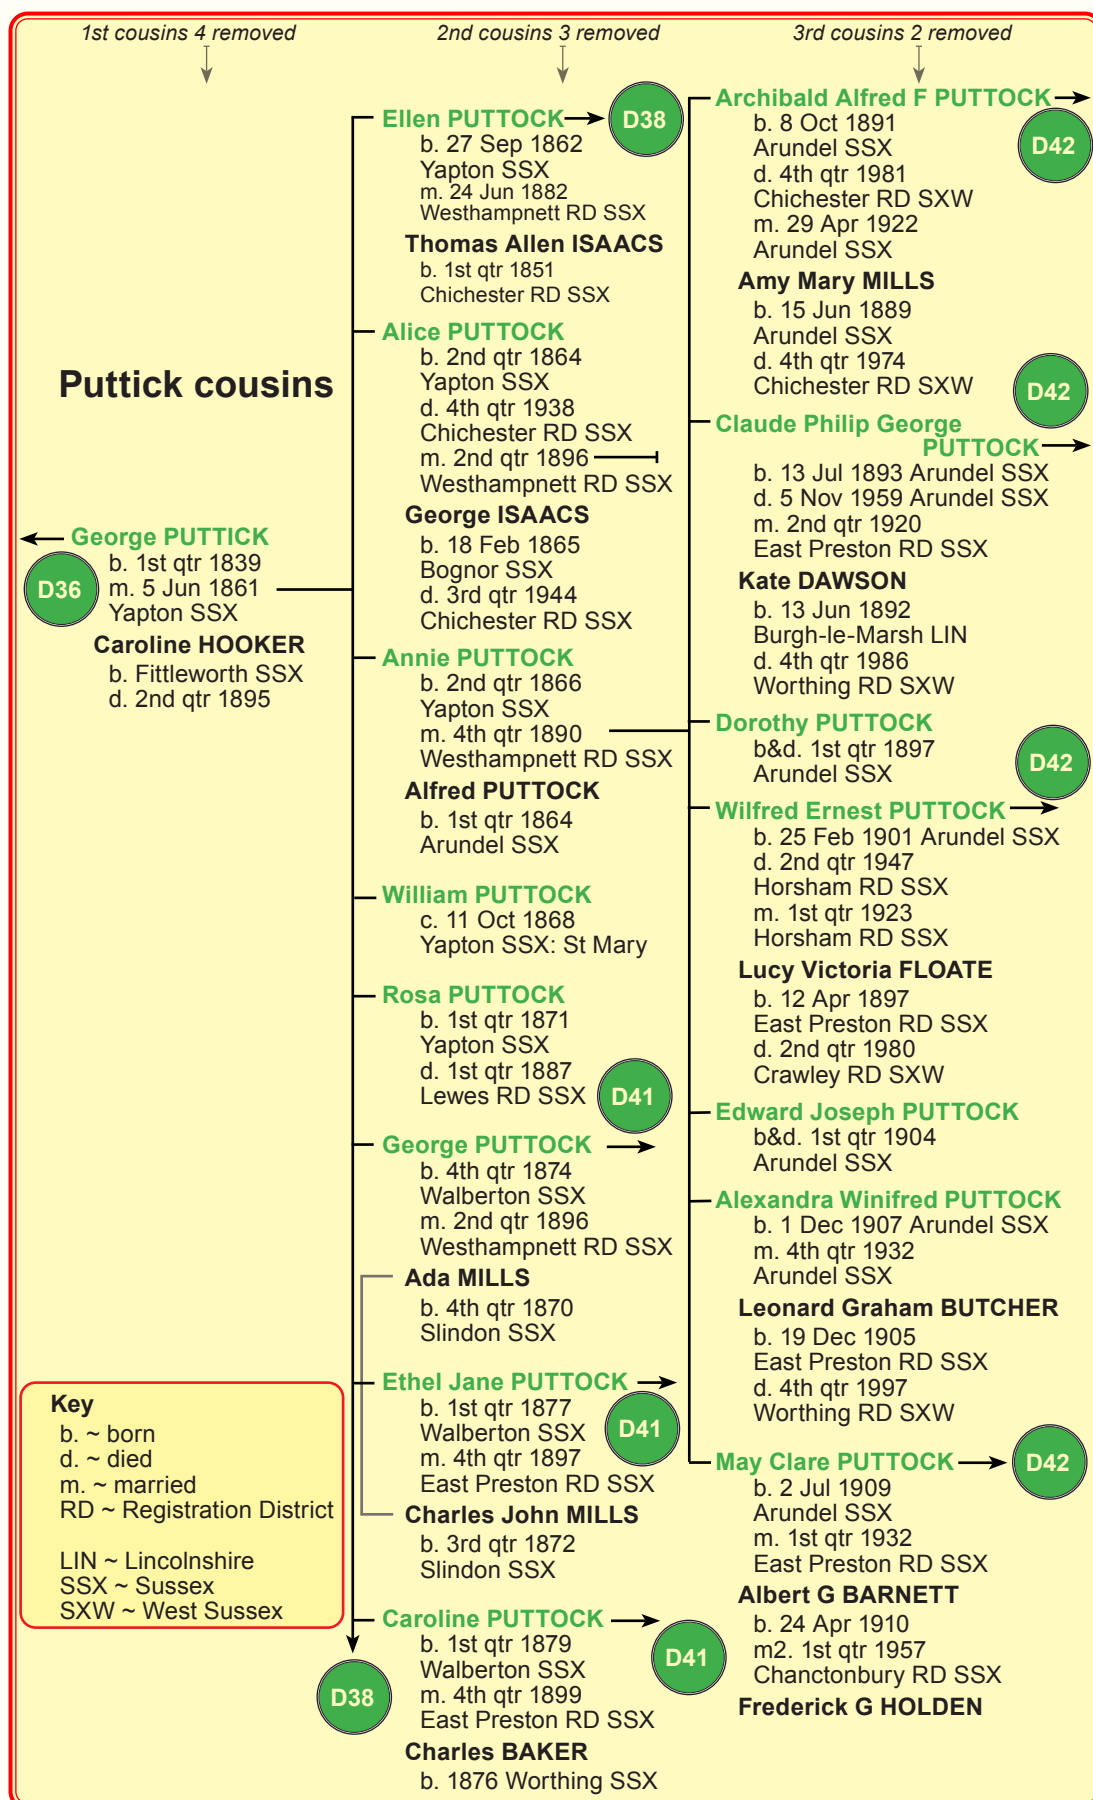 1st cousins 4 removed
2nd cousins 3 removed
3rd cousins 2 removed
Puttick cousins
George PUTTICK
D36
b. 1st qtr 1839
m. 5 Jun 1861
Yapton SSX
Caroline HOOKER
b. Fittleworth SSX
d. 2nd qtr 1895
Key
b. ~ born
d. ~ died
m. ~ married
RD ~ Registration District
LIN ~ Lincolnshire
SSX ~ Sussex
SXW ~ West Sussex
Ellen PUTTOCK
D38
b. 27 Sep 1862
Yapton SSX
m. 24 Jun 1882
Westhampnett RD SSX
Thomas Allen ISAACS
b. 1st qtr 1851
Chichester RD SSX
Alice PUTTOCK
b. 2nd qtr 1864
Yapton SSX
d. 4th qtr 1938
Chichester RD SSX
m. 2nd qtr 1896
Westhampnett RD SSX
George ISAACS
b. 18 Feb 1865
Bognor SSX
d. 3rd qtr 1944
Chichester RD SSX
Annie PUTTOCK
b. 2nd qtr 1866
Yapton SSX
m. 4th qtr 1890
Westhampnett RD SSX
Alfred PUTTOCK
b. 1st qtr 1864
Arundel SSX
William PUTTOCK
c. 11 Oct 1868
Yapton SSX: St Mary
Rosa PUTTOCK
b. 1st qtr 1871
Yapton SSX
d. 1st qtr 1887
Lewes RD SSX
D41
George PUTTOCK
b. 4th qtr 1874
Walberton SSX
m. 2nd qtr 1896
Westhampnett RD SSX
Ada MILLS
b. 4th qtr 1870
Slindon SSX
Ethel Jane PUTTOCK
D41
b. 1st qtr 1877
Walberton SSX
m. 4th qtr 1897
East Preston RD SSX
Charles John MILLS
b. 3rd qtr 1872
Slindon SSX
Caroline PUTTOCK
D41
D38
b. 1st qtr 1879
Walberton SSX
m. 4th qtr 1899
East Preston RD SSX
Charles BAKER
b. 1876 Worthing SSX
Archibald Alfred F PUTTOCK
D42
b. 8 Oct 1891
Arundel SSX
d. 4th qtr 1981
Chichester RD SXW
m. 29 Apr 1922
Arundel SSX
Amy Mary MILLS
b. 15 Jun 1889
Arundel SSX
d. 4th qtr 1974
Chichester RD SXW
D42
Claude Philip George
PUTTOCK
b. 13 Jul 1893 Arundel SSX
d. 5 Nov 1959 Arundel SSX
m. 2nd qtr 1920
East Preston RD SSX
Kate DAWSON
b. 13 Jun 1892
Burgh-le-Marsh LIN
d. 4th qtr 1986
Worthing RD SXW
Dorothy PUTTOCK
b&d. 1st qtr 1897
Arundel SSX
D42
Wilfred Ernest PUTTOCK
b. 25 Feb 1901 Arundel SSX
d. 2nd qtr 1947
Horsham RD SSX
m. 1st qtr 1923
Horsham RD SSX
Lucy Victoria FLOATE
b. 12 Apr 1897
East Preston RD SSX
d. 2nd qtr 1980
Crawley RD SXW
Edward Joseph PUTTOCK
b&d. 1st qtr 1904
Arundel SSX
Alexandra Winifred PUTTOCK
b. 1 Dec 1907 Arundel SSX
m. 4th qtr 1932
Arundel SSX
Leonard Graham BUTCHER
b. 19 Dec 1905
East Preston RD SSX
d. 4th qtr 1997
Worthing RD SXW
May Clare PUTTOCK
D42
b. 2 Jul 1909
Arundel SSX
m. 1st qtr 1932
East Preston RD SSX
Albert G BARNETT
b. 24 Apr 1910
m2. 1st qtr 1957
Chanctonbury RD SSX
Frederick G HOLDEN